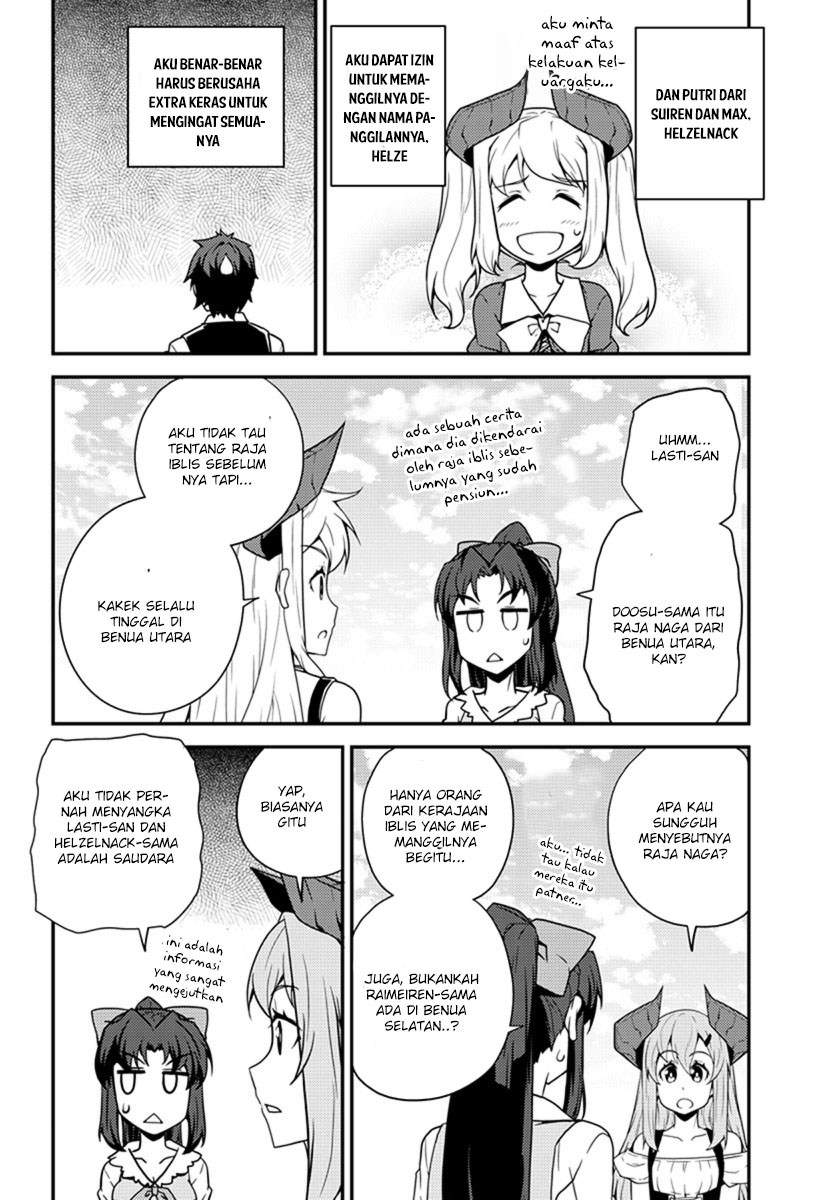 DAN PUTRI DARI
SUIREN DAN MAX.
HELZELNACK
aku minta
maaf atas
kelakuan kel-
uargaku...
AKU DAPAT IZIN
UNTUK MEMA-
NGGILNYA DE-
NGAN NAMA PA-
NGGILANNYA,
HELZE
AKU BENAR-BENAR
HARUS BERUSAHA
EXTRA KERAS UNTUK
MENGINGAT SEMUA-
NYA
UHMM...
LASTI-SAN
DOOSU-SAMA ITU
RAJA NAGA DARI
BENUA UTARA,
KAN?
ada sebuah cerita
dimana dia dikendarai
oleh raja iblis sebe-
lumnya yang sudah
pensiun...
AKU TIDAK TAU
TENTANG RAJA
IBLIS SEBELUM
NYA TAPI...
KAKEK SELALU
TINGGAL DI
BENUA UTARA
APA KAU
SUNGGUH
MENYEBUTNYA
RAJA NAGA?
HANYA ORANG
DARI KERAJAAN
IBLIS YANG ME-
MANGGILNYA
BEGITU...
aku... tidak
tau kalau
mereka itu
patner...
JUGA, BUKANKAH
RAIMEIREN-SAMA
ADA DI BENUA
SELATAN..?
YAP,
BIASANYA
GITU
AKU TIDAK PER-
NAH MENYANGKA
LASTI-SAN DAN
HELZELNACK-SAMA
ADALAH SAUDARA
ini adalah
informasi
yang sangat
mengejutkan